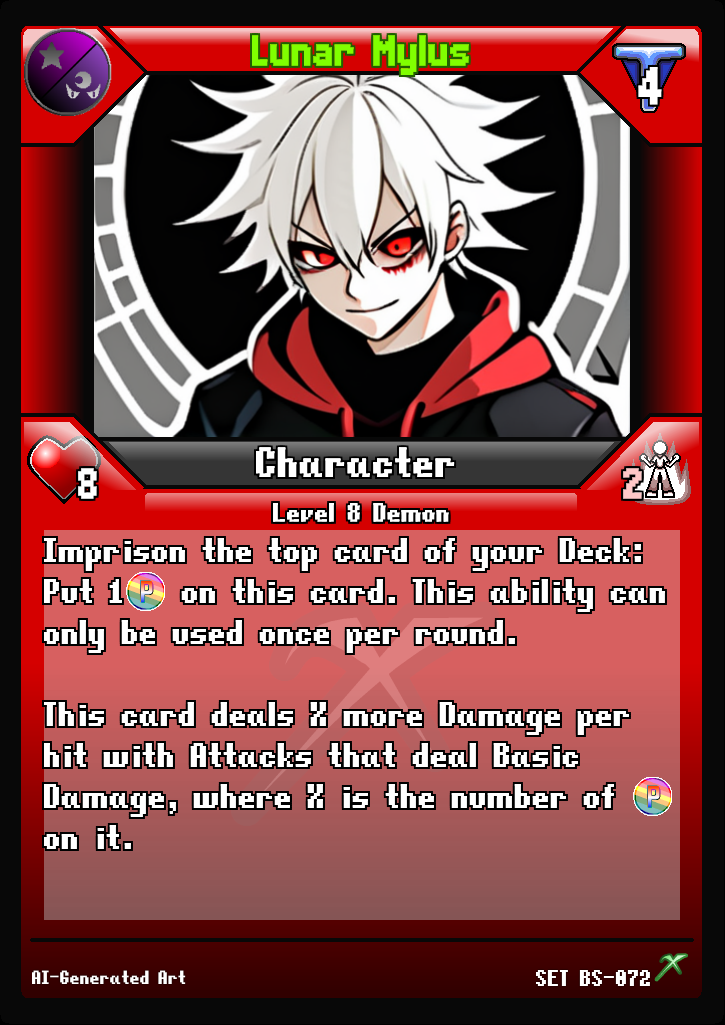 Lunar Mylus
4
Character
8
2
Level 8 Demon
Imprison the top card of your Deck:
Put 1 P on this card. This ability can
only be used once per round.
This card deals X more Damage per
hit with Attacks that deal Basic
Damage, where X is the number of P
on it.
AI-Generated Art
SET BS-072